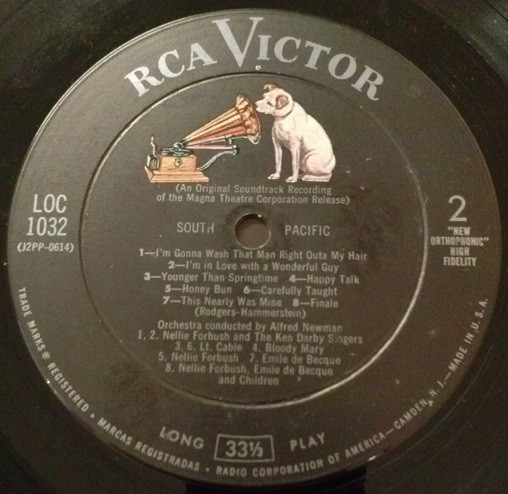 RCA VICTOR
(An Original Soundtrack Recording
of the Magna Theatre Corporation Release)
LOC
1032
(J2PP-0614)
SOUTH PACIFIC
2
"NEW
ORTHOPHONIC"
HIGH
FIDELITY
1—I'm Gonna Wash That Man Right Outa My Hair
2—I'm in Love with a Wonderful Guy
3—Younger Than Springtime 4—Happy Talk
5—Honey Bun 6—Carefully Taught
7—This Nearly Was Mine 8—Finale
(Rodgers-Hammerstein)
Orchestra conducted by Alfred Newman
1, 2. Nellie Forbush and The Ken Darby Singers
3, 6. Lt. Cable 4. Bloody Mary
5. Nellie Forbush 7. Emile de Becque
8. Nellie Forbush, Emile de Becque
and Children
LONG 33⅓ PLAY
TRADE MARKS ® REGISTERED • MARCAS REGISTRADAS • RADIO CORPORATION OF AMERICA—CAMDEN, N.J.—MADE IN U.S.A.